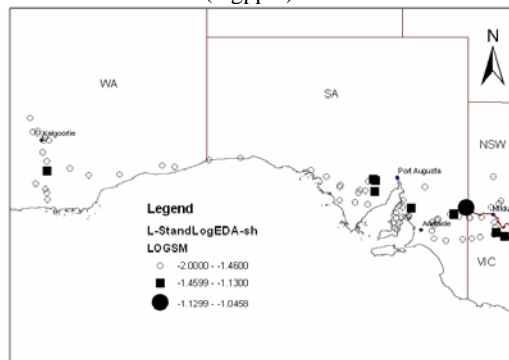 N
WA
SA
NSW
Kalgoorlie
Port Augusta
Adelaide
VIC
Legend
L-StandLogEDA-sh
LOGSM
-2.0000 - -1.4600
-1.4599 - -1.1300
-1.1299 - -1.0458